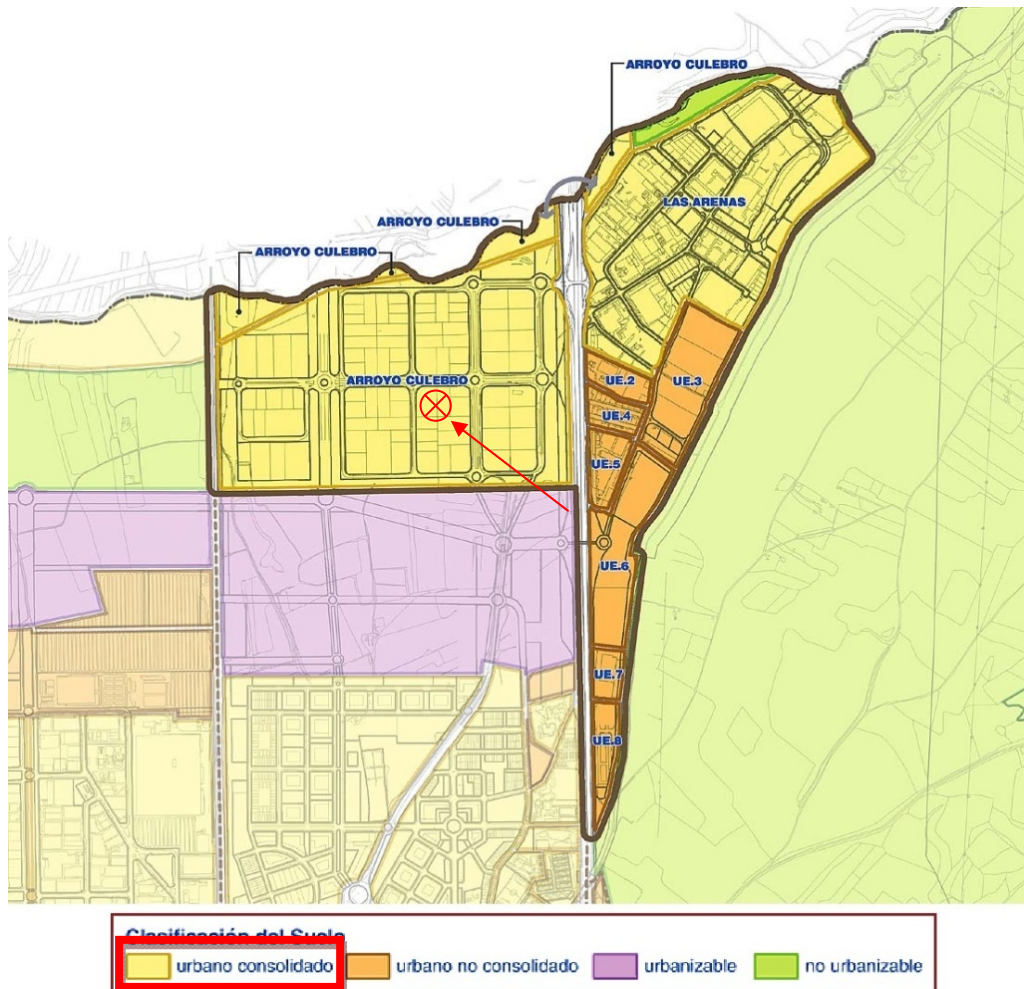 ARROYO CULEBRO
LAS ARENAS
ARROYO CULEBRO
ARROYO CULEBRO
ARROYO CULEBRO
UE.2
UE.3
UE.4
UE.5
UE.6
UE.7
UE.8
Clasificación del Suelo
urbano consolidado
urbano no consolidado
urbanizable
no urbanizable